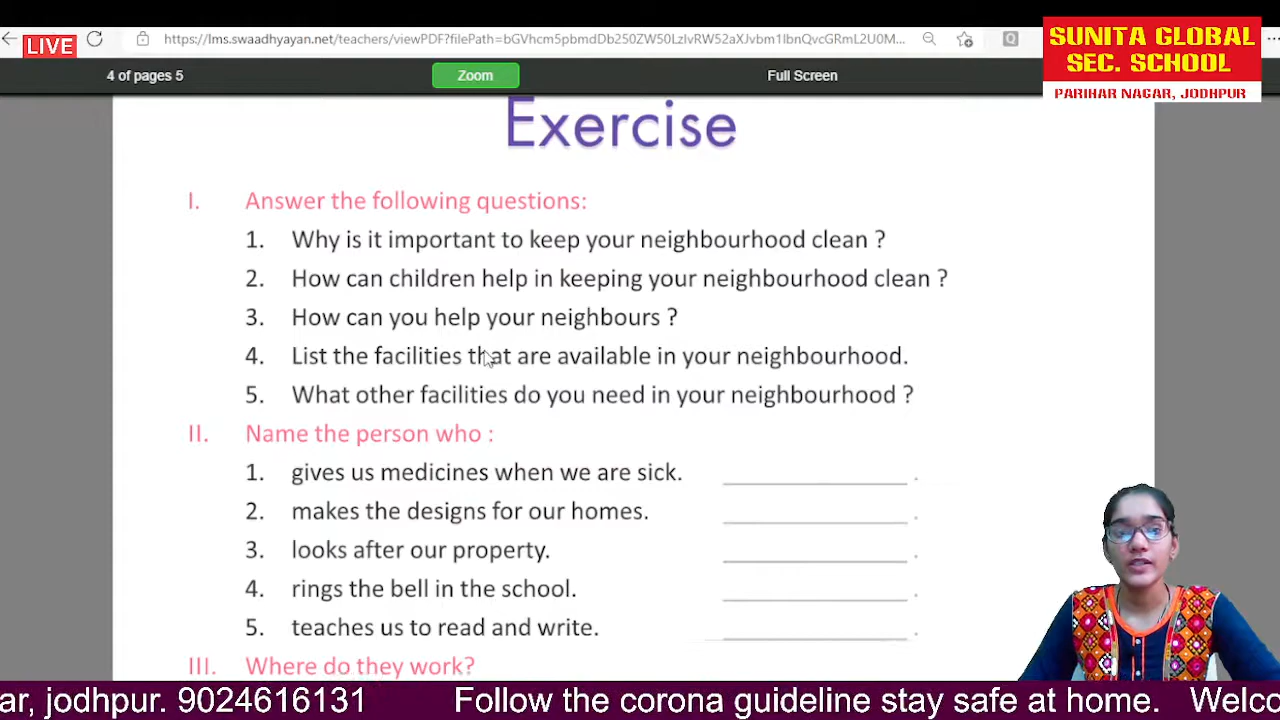 LIVE
https://lms.swaadhyayan.net/teachers/viewPDF?filePath=bGVhcm5pbmdDb250ZW50LzIvRW52aXJvbm1lbnQvcGRmL2U0M...
SUNITA GLOBAL
SEC. SCHOOL
PARIHAR NAGAR, JODHPUR
4 of pages 5
Zoom
Full Screen
Exercise
I. Answer the following questions:
1. Why is it important to keep your neighbourhood clean ?
2. How can children help in keeping your neighbourhood clean ?
3. How can you help your neighbours ?
4. List the facilities that are available in your neighbourhood.
5. What other facilities do you need in your neighbourhood ?
II. Name the person who :
1. gives us medicines when we are sick. ____________ .
2. makes the designs for our homes. ____________ .
3. looks after our property. ____________ .
4. rings the bell in the school. ____________ .
5. teaches us to read and write. ____________ .
III. Where do they work?
ar, jodhpur. 9024616131 Follow the corona guideline stay safe at home. Welco